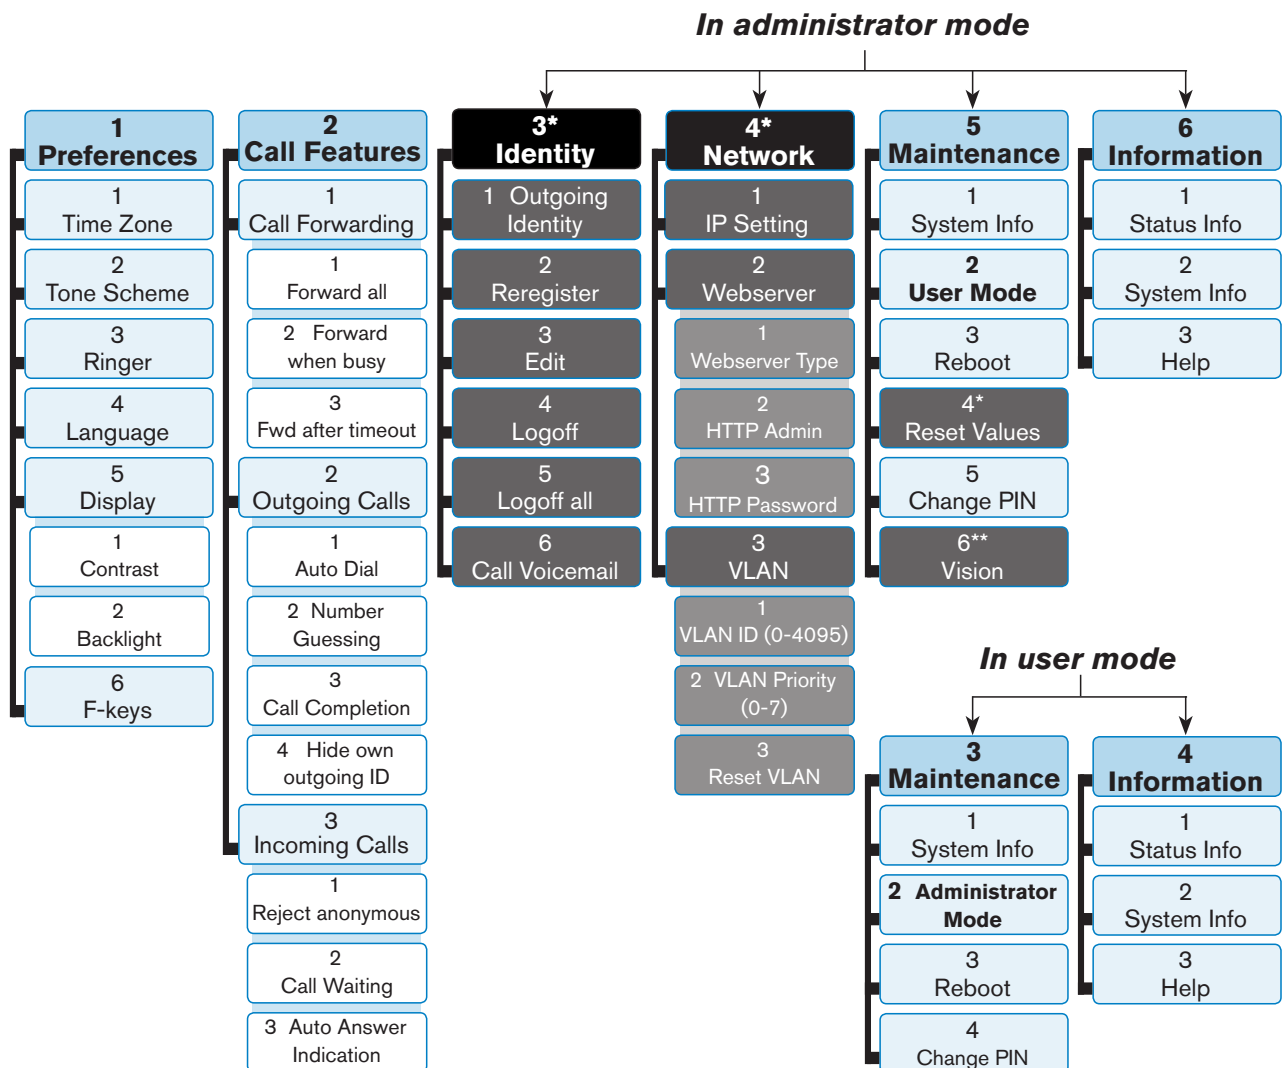 In administrator mode
1
Preferences
1
Time Zone
2
Tone Scheme
3
Ringer
4
Language
5
Display
1
Contrast
2
Backlight
6
F-keys
2
Call Features
1
Call Forwarding
1
Forward all
2 Forward
when busy
3
Fwd after timeout
2
Outgoing Calls
1
Auto Dial
2 Number
Guessing
3
Call Completion
4 Hide own
outgoing ID
3
Incoming Calls
1
Reject anonymous
2
Call Waiting
3 Auto Answer
Indication
3*
Identity
1 Outgoing
Identity
2
Reregister
3
Edit
4
Logoff
5
Logoff all
6
Call Voicemail
4*
Network
1
IP Setting
2
Webserver
1
Webserver Type
2
HTTP Admin
3
HTTP Password
3
VLAN
1
VLAN ID (0-4095)
2 VLAN Priority
(0-7)
3
Reset VLAN
5
Maintenance
1
System Info
2
User Mode
3
Reboot
4*
Reset Values
5
Change PIN
6**
Vision
6
Information
1
Status Info
2
System Info
3
Help
In user mode
3
Maintenance
1
System Info
2 Administrator
Mode
3
Reboot
4
Change PIN
4
Information
1
Status Info
2
System Info
3
Help